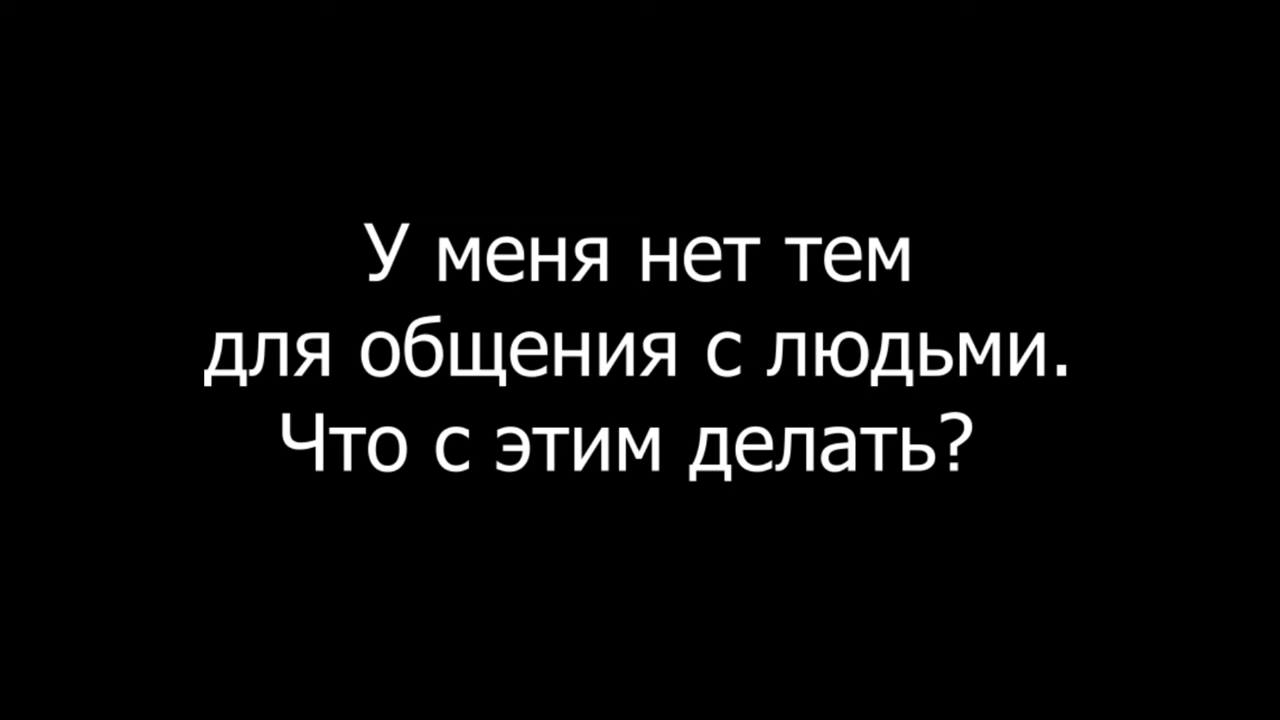 У меня нет тем
для общения с людьми.
Что с этим делать?